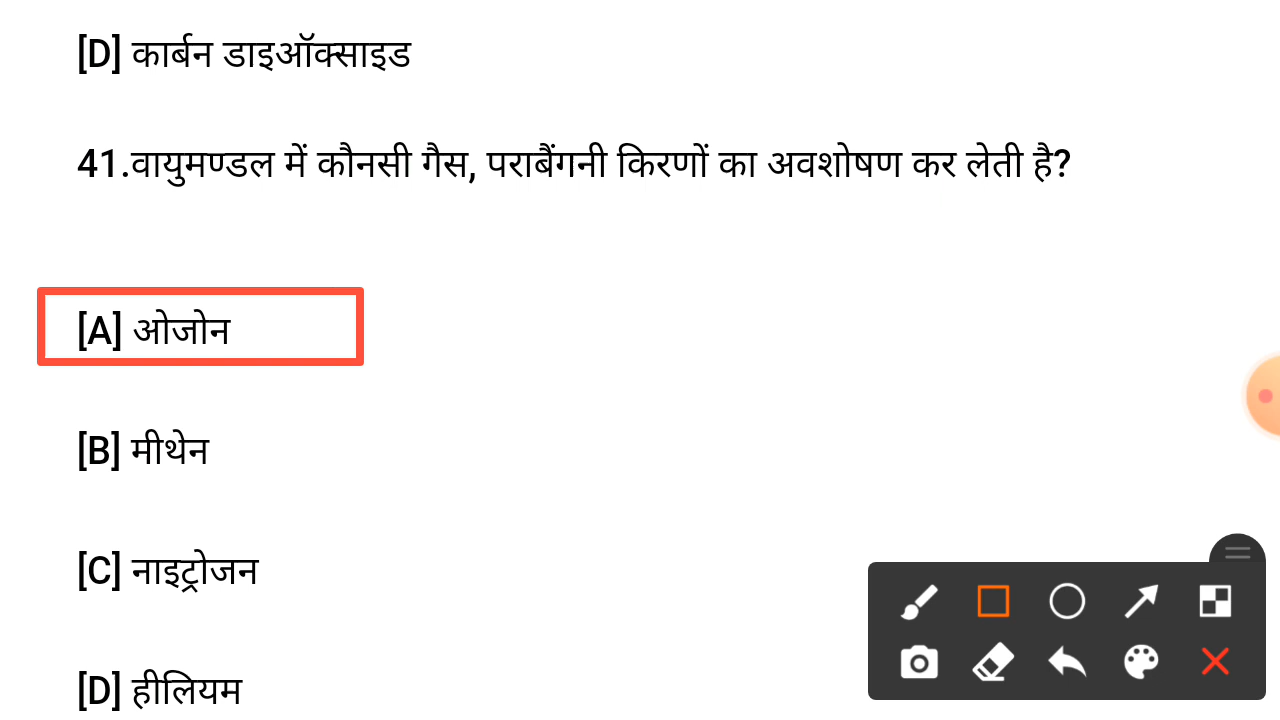 [D] कार्बन डाइऑक्साइड
41.वायुमण्डल में कौनसी गैस, पराबैंगनी किरणों का अवशोषण कर लेती है?
[A] ओजोन
[B] मीथेन
[C] नाइट्रोजन
[D] हीलियम